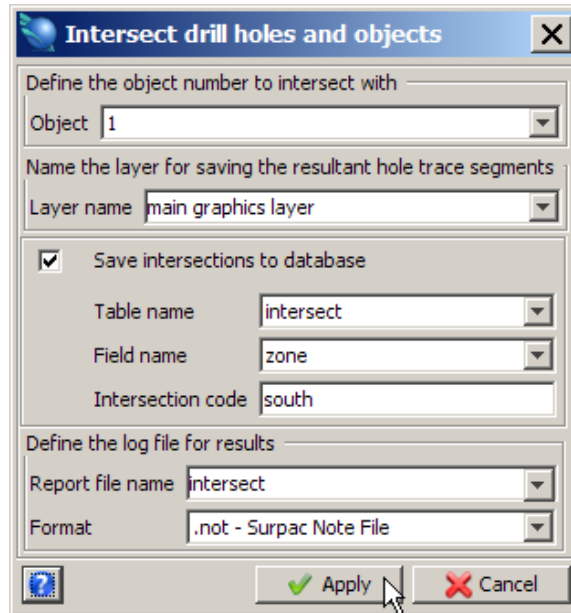 Intersect drill holes and objects
Define the object number to intersect with
Object 1
Name the layer for saving the resultant hole trace segments
Layer name main graphics layer
Save intersections to database
Table name intersect
Field name zone
Intersection code south
Define the log file for results
Report file name intersect
Format .not - Surpac Note File
? Apply Cancel